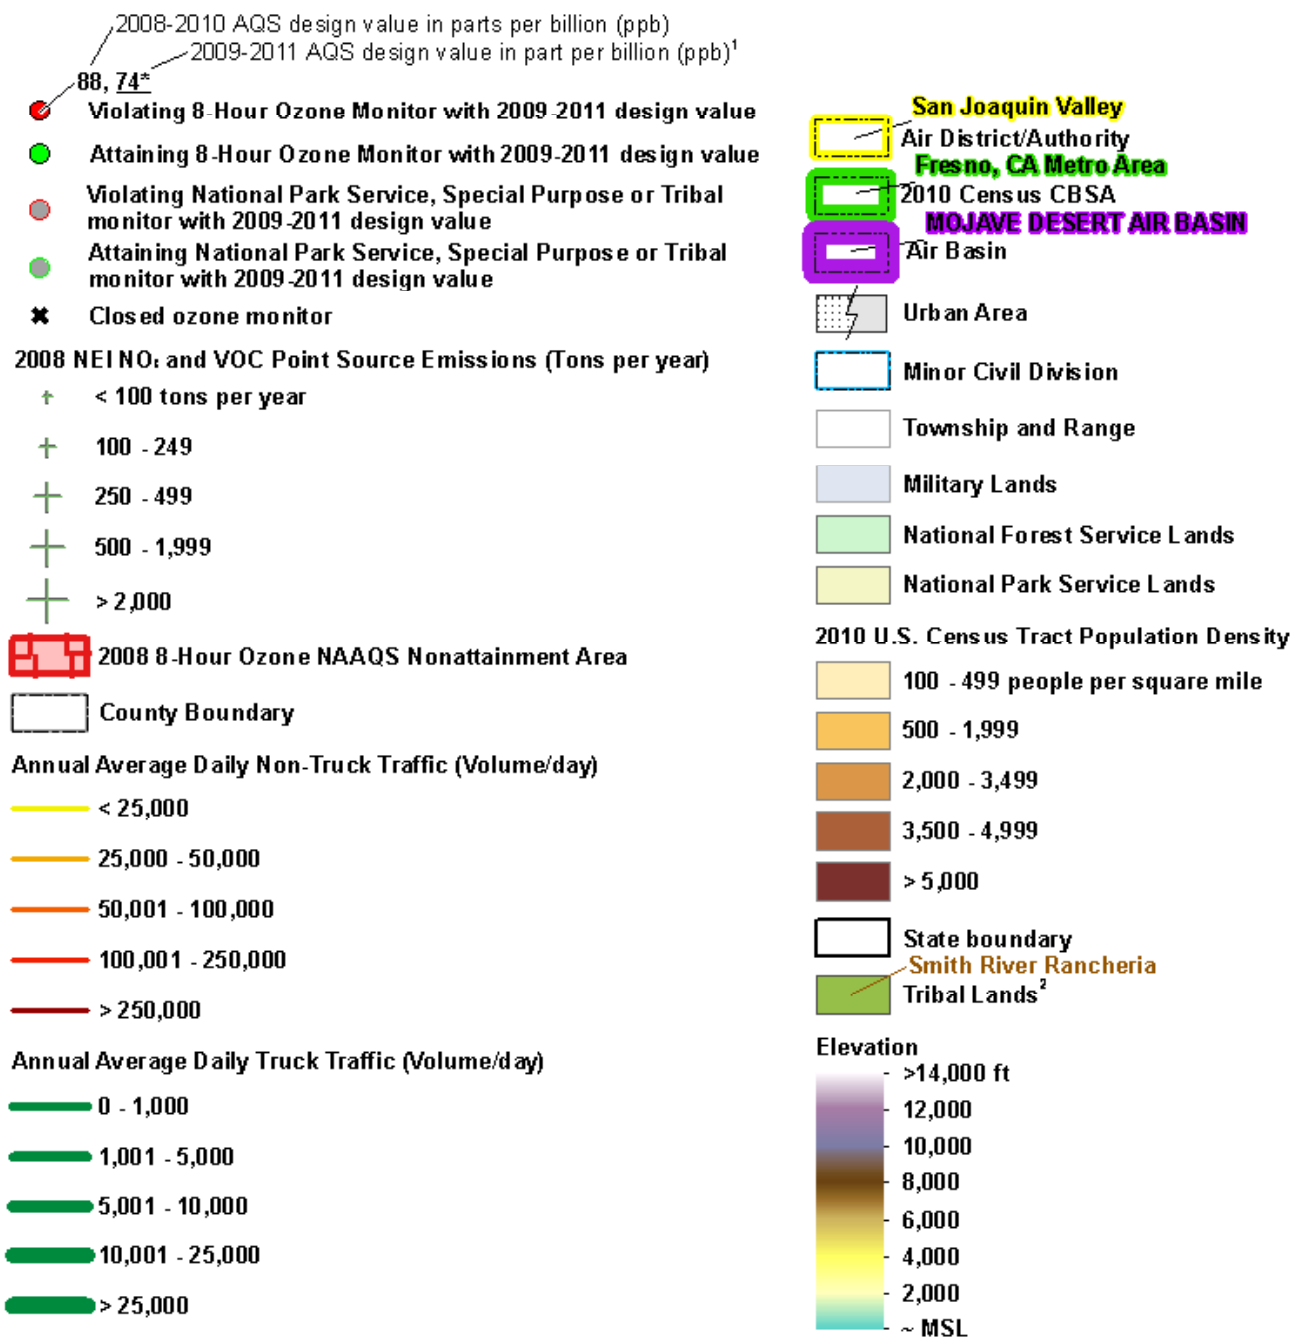 2008-2010 AQS design value in parts per billion (ppb)
2009-2011 AQS design value in part per billion (ppb)¹
88, 74*
Violating 8-Hour Ozone Monitor with 2009-2011 design value
Attaining 8-Hour Ozone Monitor with 2009-2011 design value
Violating National Park Service, Special Purpose or Tribal
monitor with 2009-2011 design value
Attaining National Park Service, Special Purpose or Tribal
monitor with 2009-2011 design value
Closed ozone monitor
2008 NEI NOₓ and VOC Point Source Emissions (Tons per year)
< 100 tons per year
100 - 249
250 - 499
500 - 1,999
> 2,000
2008 8-Hour Ozone NAAQS Nonattainment Area
County Boundary
Annual Average Daily Non-Truck Traffic (Volume/day)
< 25,000
25,000 - 50,000
50,001 - 100,000
100,001 - 250,000
> 250,000
Annual Average Daily Truck Traffic (Volume/day)
0 - 1,000
1,001 - 5,000
5,001 - 10,000
10,001 - 25,000
> 25,000
San Joaquin Valley
Air District/Authority
Fresno, CA Metro Area
2010 Census CBSA
MOJAVE DESERT AIR BASIN
Air Basin
Urban Area
Minor Civil Division
Township and Range
Military Lands
National Forest Service Lands
National Park Service Lands
2010 U.S. Census Tract Population Density
100 - 499 people per square mile
500 - 1,999
2,000 - 3,499
3,500 - 4,999
> 5,000
State boundary
Smith River Rancheria
Tribal Lands²
Elevation
>14,000 ft
12,000
10,000
8,000
6,000
4,000
2,000
~ MSL